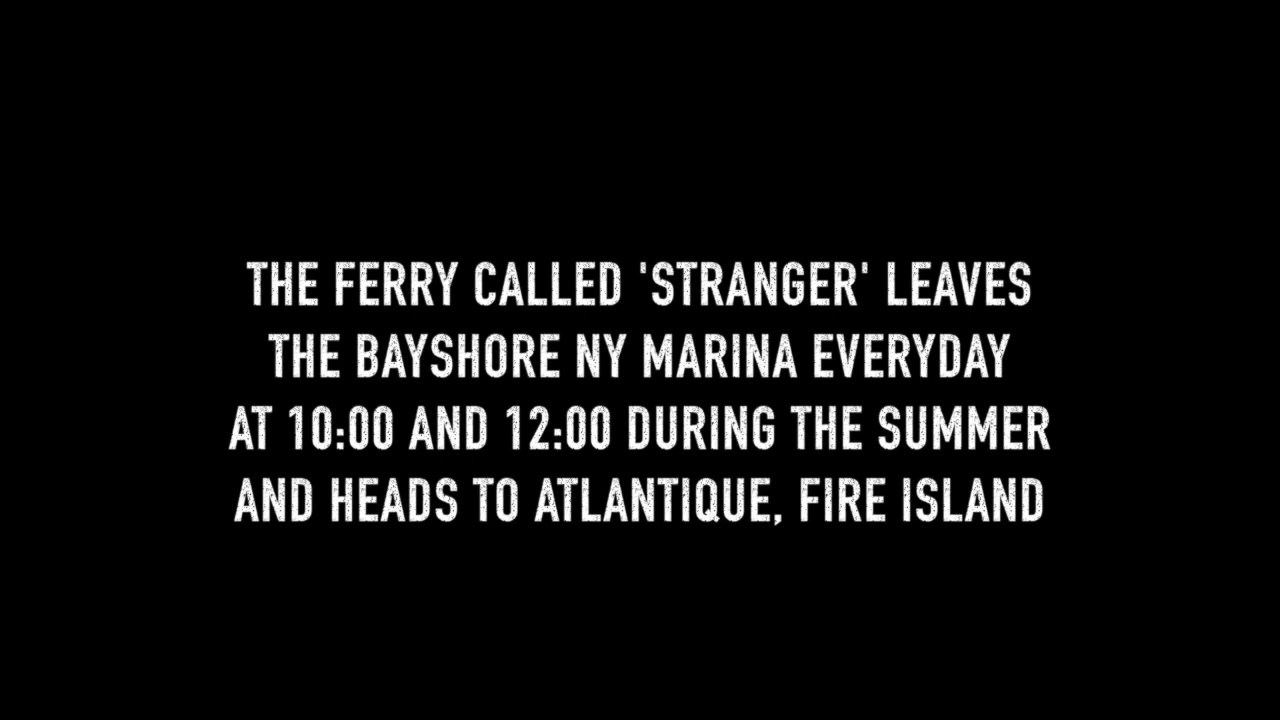 THE FERRY CALLED 'STRANGER' LEAVES
THE BAYSHORE NY MARINA EVERYDAY
AT 10:00 AND 12:00 DURING THE SUMMER
AND HEADS TO ATLANTIQUE, FIRE ISLAND